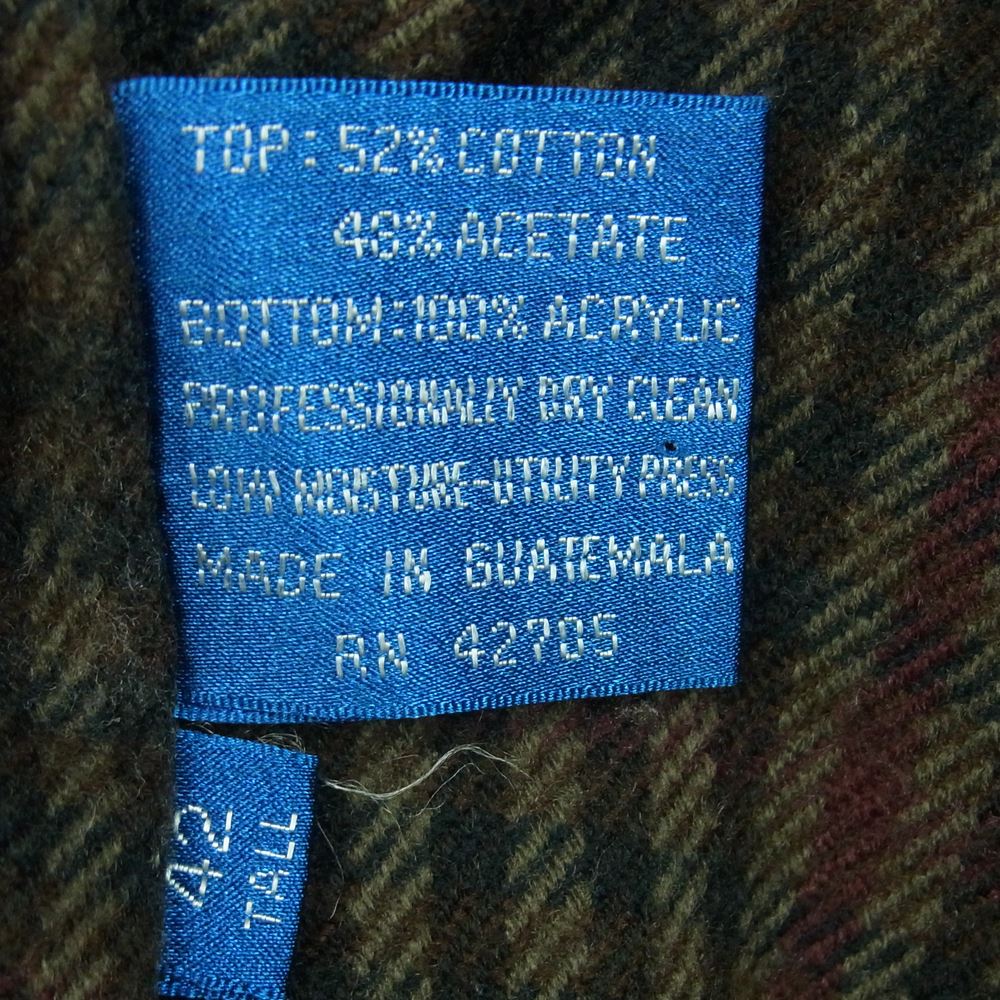 TOP: 52% COTTON
48% ACETATE
BOTTOM: 100% ACRYLIC
PROFESSIONALLY DRY CLEAN
LOW MOISTURE-UTILITY PRESS
MADE IN GUATEMALA
RN 42705
42
TALL